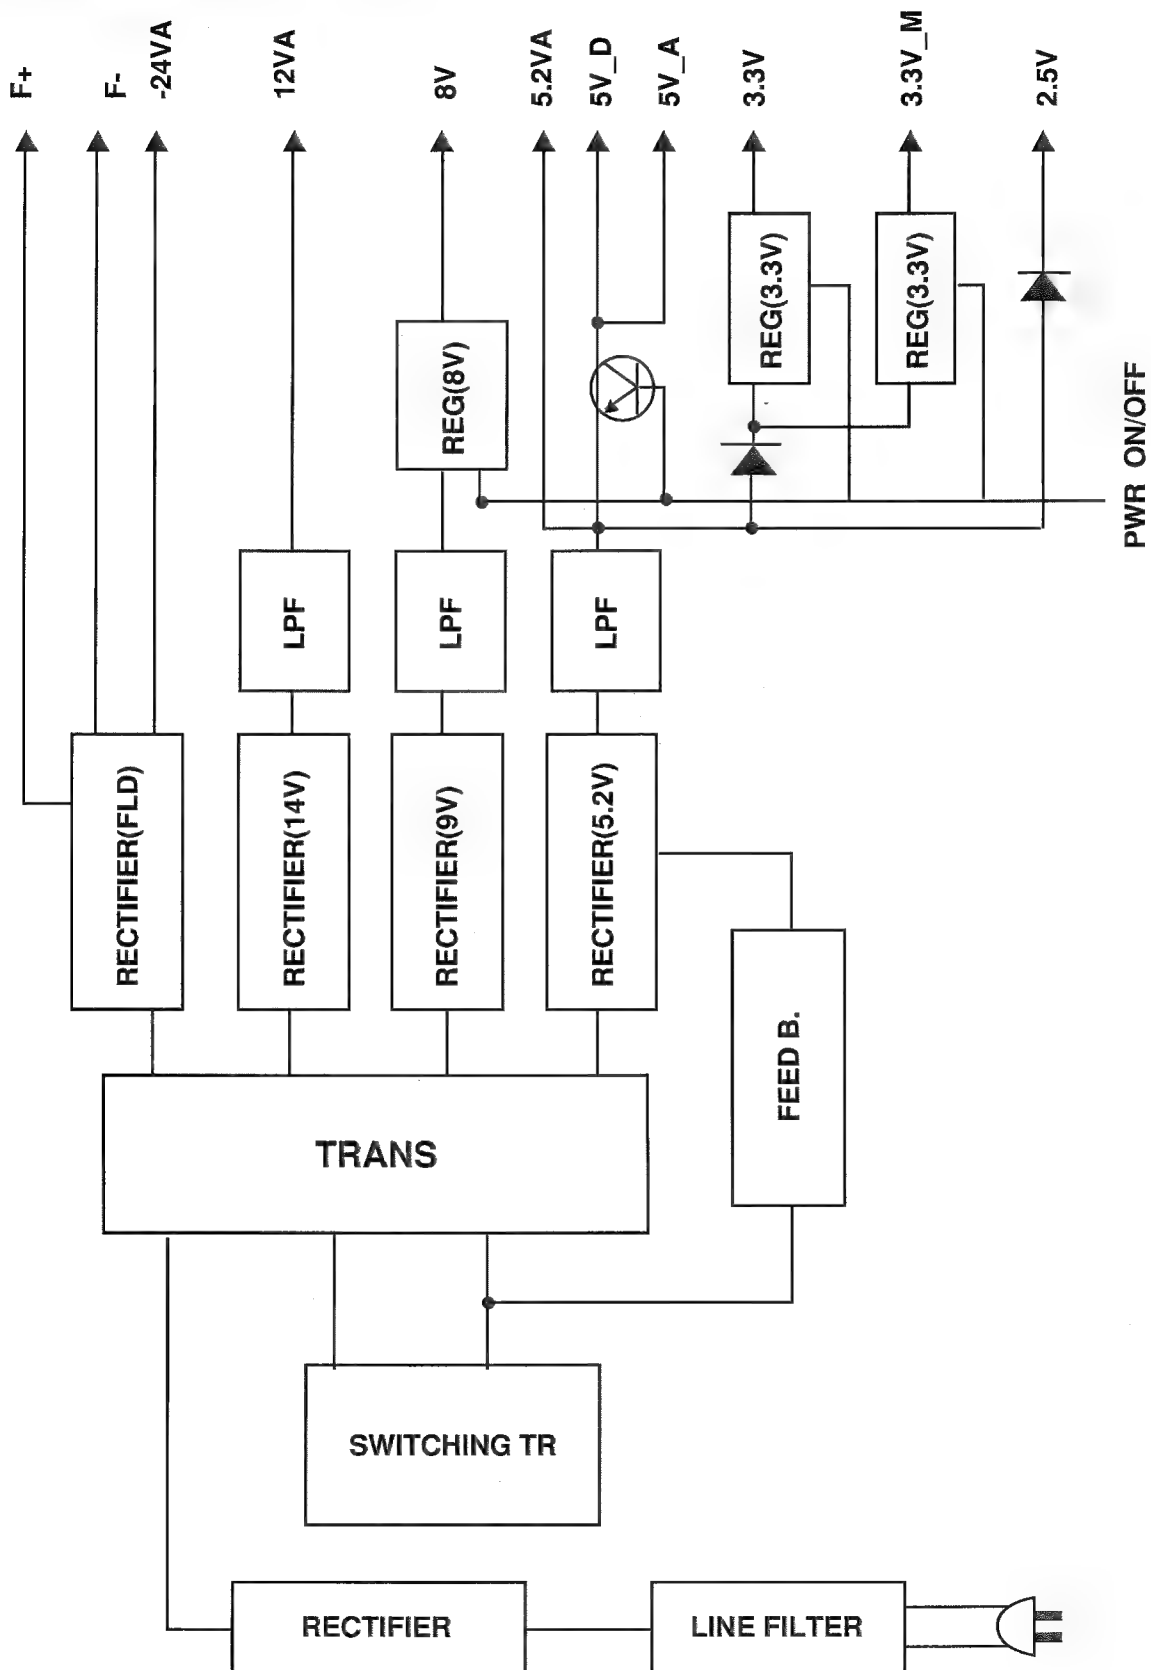 F+
F-
-24VA
12VA
8V
5.2VA
5V_D
5V_A
3.3V
3.3V_M
2.5V
REG(8V)
REG(3.3V)
REG(3.3V)
PWR ON/OFF
LPF
LPF
LPF
RECTIFIER(FLD)
RECTIFIER(14V)
RECTIFIER(9V)
RECTIFIER(5.2V)
FEED B.
TRANS
SWITCHING TR
RECTIFIER
LINE FILTER